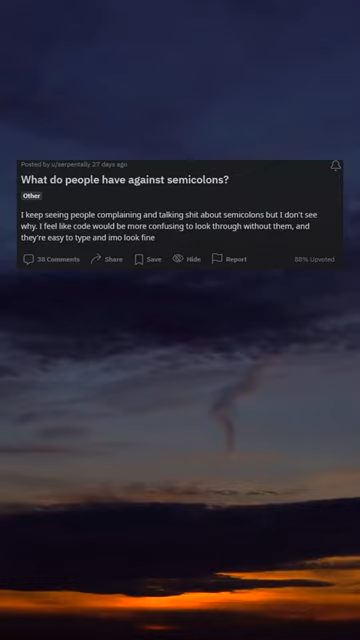 Posted by u/serpentally 27 days ago
What do people have against semicolons?
Other
I keep seeing people complaining and talking shit about semicolons but I don't see
why. I feel like code would be more confusing to look through without them, and
they're easy to type and imo look fine
38 Comments Share Save Hide Report 88% Upvoted